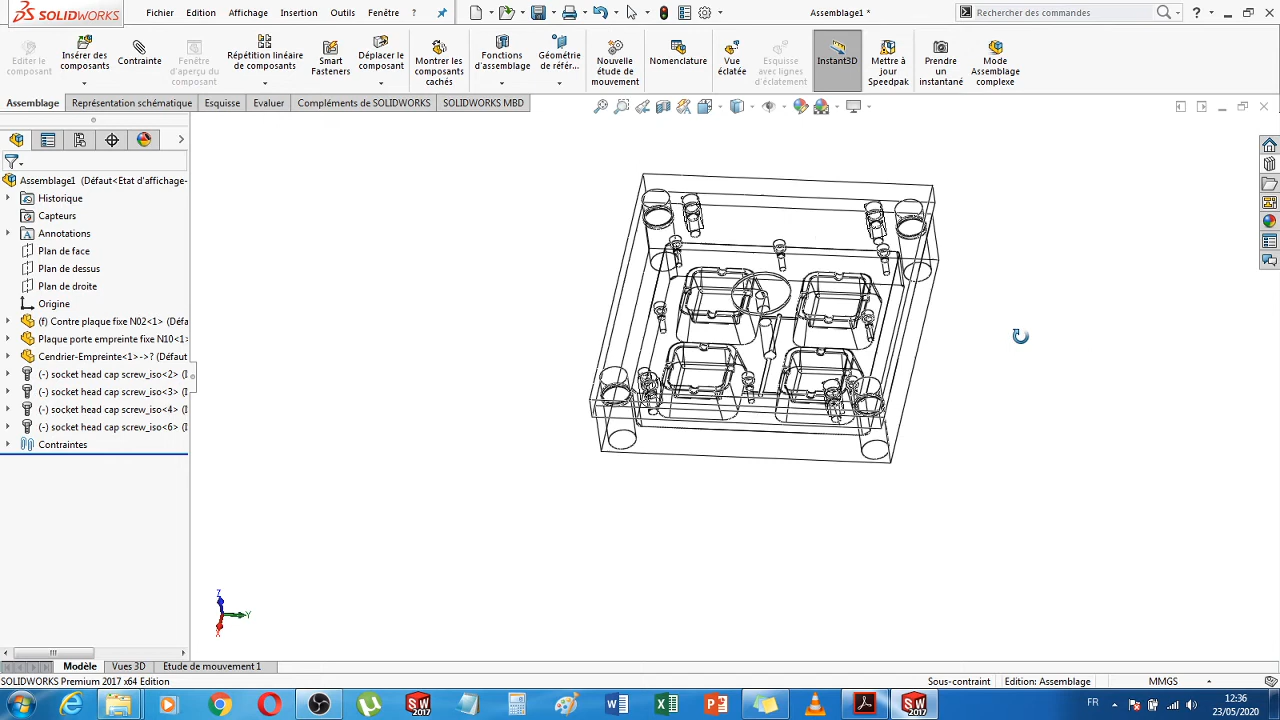 SOLIDWORKS
Fichier
Edition
Affichage
Insertion
Outils
Fenêtre
?
Assemblage1 *
Rechercher des commandes
Editer le composant
Insérer des composants
Contrainte
Fenêtre d'aperçu du composant
Répétition linéaire de composants
Smart Fasteners
Déplacer le composant
Montrer les composants cachés
Fonctions d'assemblage
Géométrie de référ...
Nouvelle étude de mouvement
Nomenclature
Vue éclatée
Esquisse avec lignes d'éclatement
Instant3D
Mettre à jour Speedpak
Prendre un instantané
Mode Assemblage complexe
Assemblage
Représentation schématique
Esquisse
Evaluer
Compléments de SOLIDWORKS
SOLIDWORKS MBD
Assemblage1 (Défaut<Etat d'affichage-
Historique
Capteurs
Annotations
Plan de face
Plan de dessus
Plan de droite
Origine
(f) Contre plaque fixe N02<1> (Défa
Plaque porte empreinte fixe N10<1>
Cendrier-Empreinte<1>->? (Défaut
(-) socket head cap screw_iso<2> (I
(-) socket head cap screw_iso<3> (I
(-) socket head cap screw_iso<4> (I
(-) socket head cap screw_iso<6> (I
Contraintes
Z
Y
X
Modèle
Vues 3D
Etude de mouvement 1
SOLIDWORKS Premium 2017 x64 Edition
Sous-contraint
Edition: Assemblage
MMGS
FR
12:36
23/05/2020